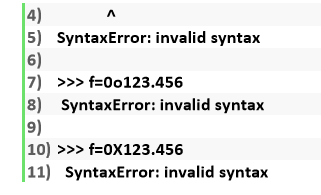 4) ^
5) SyntaxError: invalid syntax
6)
7) >>> f=0o123.456
8) SyntaxError: invalid syntax
9)
10) >>> f=0X123.456
11) SyntaxError: invalid syntax